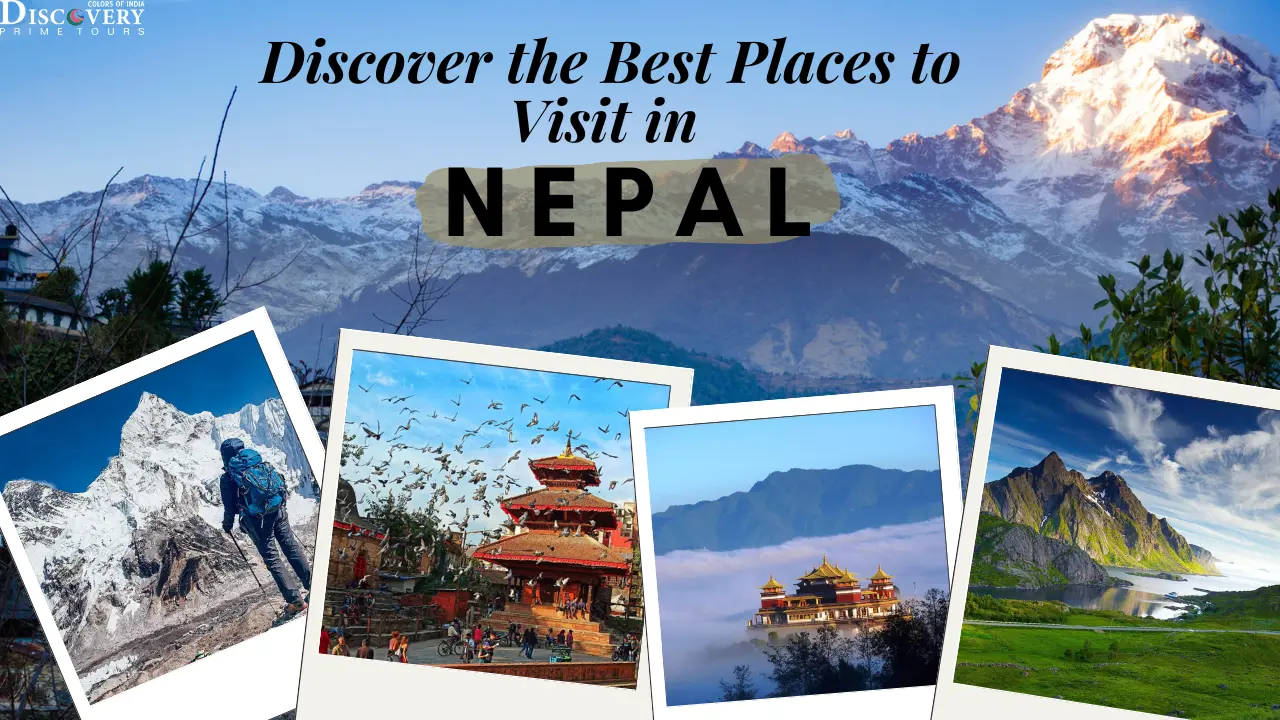 COLORS OF INDIA
DISCOVERY
PRIME TOURS
Discover the Best Places to
Visit in
NEPAL